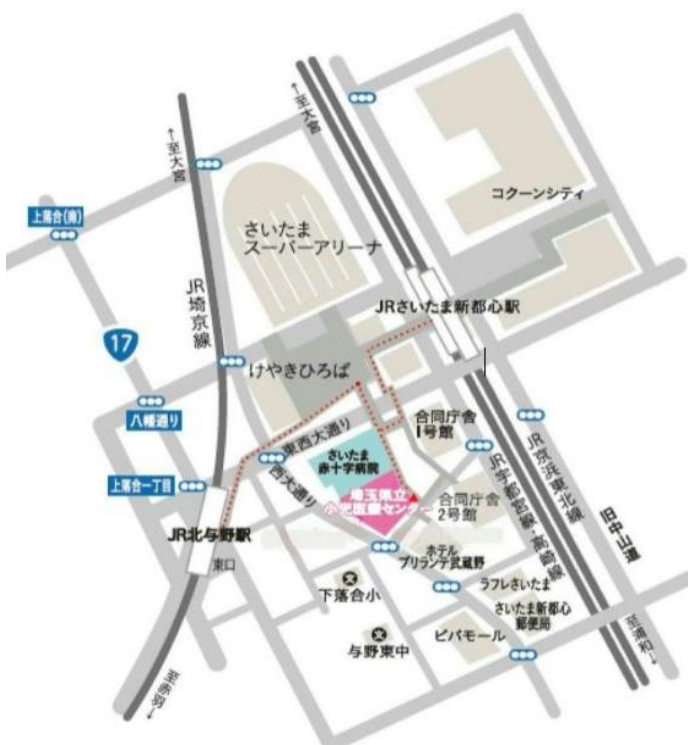 ←至大宮
←至大宮
コクーンシティ
上落合(南)
さいたま
スーパーアリーナ
JR埼京線
JRさいたま新都心駅
17
けやきひろば
八幡通り
東西大通り
合同庁舎
1号館
さいたま
赤十字病院
西大通り
上落合一丁目
埼玉県立
小児医療センター
合同庁舎
2号館
JR宇都宮線・高崎線
JR京浜東北線
旧中山道
JR北与野駅
東口
ホテル
ブリランテ武蔵野
下落合小
ラフレさいたま
さいたま新都心
郵便局
ビバモール
与野東中
至浦和→
至赤羽→